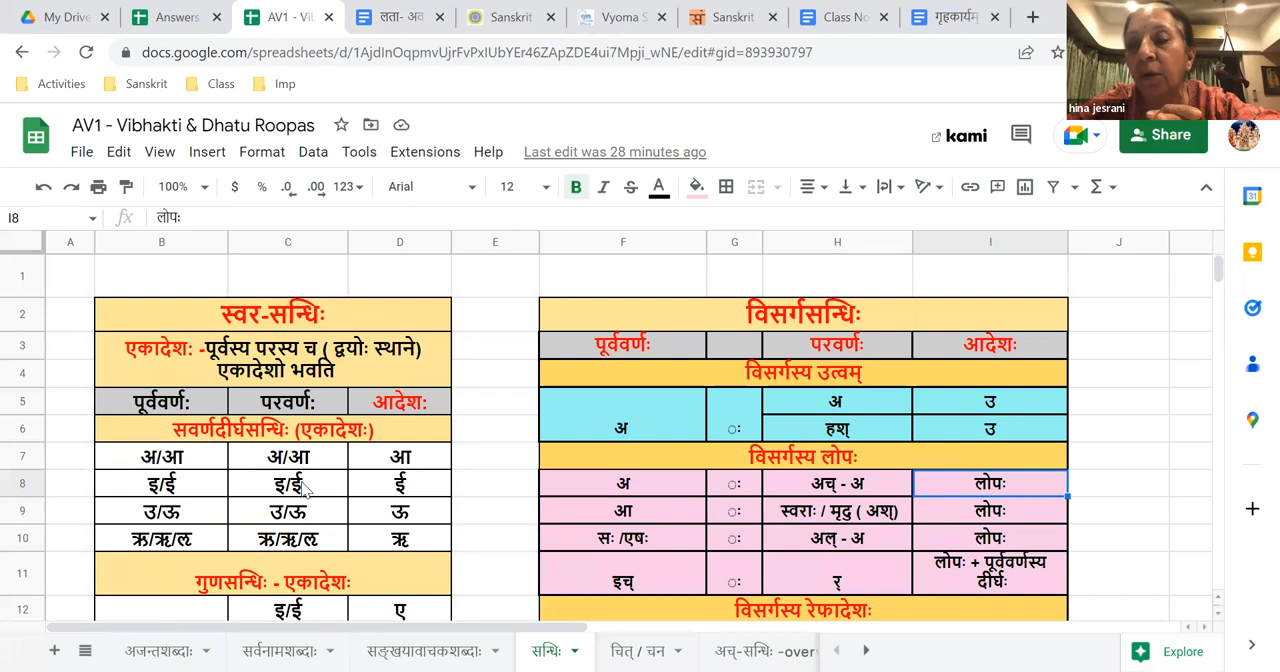 My Drive
Answers
AV1 - Vi
लता- अव
Sanskrit
Vyoma S
Sanskrit
Class No
गृहकार्यम्
docs.google.com/spreadsheets/d/1AjdInOqpmvUjrFvPxIUbYEr46ZApZDE4ui7Mpji_wNE/edit#gid=893930797
Activities
Sanskrit
Class
Imp
hina jesrani
AV1 - Vibhakti & Dhatu Roopas
kami
Share
File Edit View Insert Format Data Tools Extensions Help Last edit was 28 minutes ago
100% $ % .0 .00 123 Arial 12 B I S A
I8 fx लोपः
A B C D E F G H I J
1
2 स्वर-सन्धिः विसर्गसन्धिः
3 एकादेश: -पूर्वस्य परस्य च ( द्वयोः स्थाने) पूर्ववर्णः परवर्णः आदेशः
4 एकादेशो भवति विसर्गस्य उत्वम्
5 पूर्ववर्ण: परवर्ण: आदेश: अ उ
6 सवर्णदीर्घसन्धिः (एकादेशः) अ ः हश् उ
7 अ/आ अ/आ आ विसर्गस्य लोपः
8 इ/ई इ/ई ई अ ः अच् - अ लोपः
9 उ/ऊ उ/ऊ ऊ आ ः स्वराः / मृदु ( अश्) लोपः
10 ऋ/ऋ/ल ऋ/ऋ/ल ऋ सः /एषः ः अल् - अ लोपः
11 गुणसन्धिः - एकादेशः इच् ः र् लोपः + पूर्ववर्णस्य
दीर्घः
12 इ/ई ए विसर्गस्य रेफादेशः
अजन्तशब्दाः सर्वनामशब्दाः सङ्ख्यावाचकशब्दाः सन्धिः चित् / चन अच्-सन्धिः -over
Explore